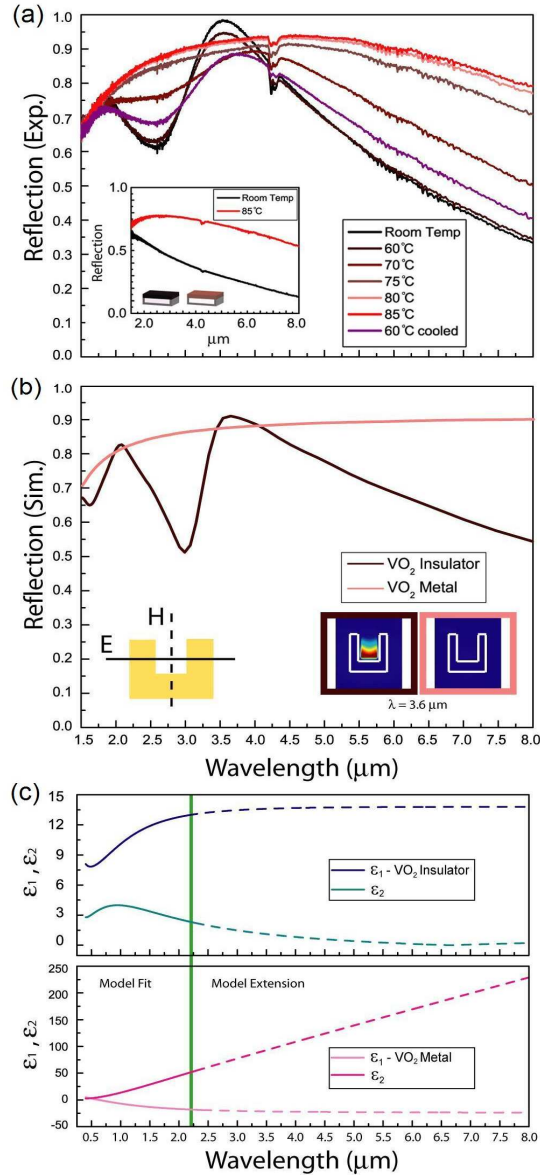 (a)
1.0
0.9
0.8
0.7
0.6
0.5
0.4
0.3
0.2
0.1
0.0
Reflection (Exp.)
1.0
0.5
0.0
Reflection
Room Temp
85℃
2.0 4.0 6.0 8.0
μm
Room Temp
60℃
70℃
75℃
80℃
85℃
60℃ cooled
(b)
1.0
0.9
0.8
0.7
0.6
0.5
0.4
0.3
0.2
0.1
0.0
Reflection (Sim.)
VO₂ Insulator
VO₂ Metal
H
E
λ = 3.6 μm
1.5 2.0 2.5 3.0 3.5 4.0 4.5 5.0 5.5 6.0 6.5 7.0 7.5 8.0
Wavelength (μm)
(c)
15
12
9
6
3
0
ε₁ , ε₂
ε₁ - VO₂ Insulator
ε₂
250
225
200
150
100
50
0
-50
ε₁ , ε₂
Model Fit Model Extension
ε₁ - VO₂ Metal
ε₂
0.5 1.0 1.5 2.0 2.5 3.0 3.5 4.0 4.5 5.0 5.5 6.0 6.5 7.0 7.5 8.0
Wavelength (μm)